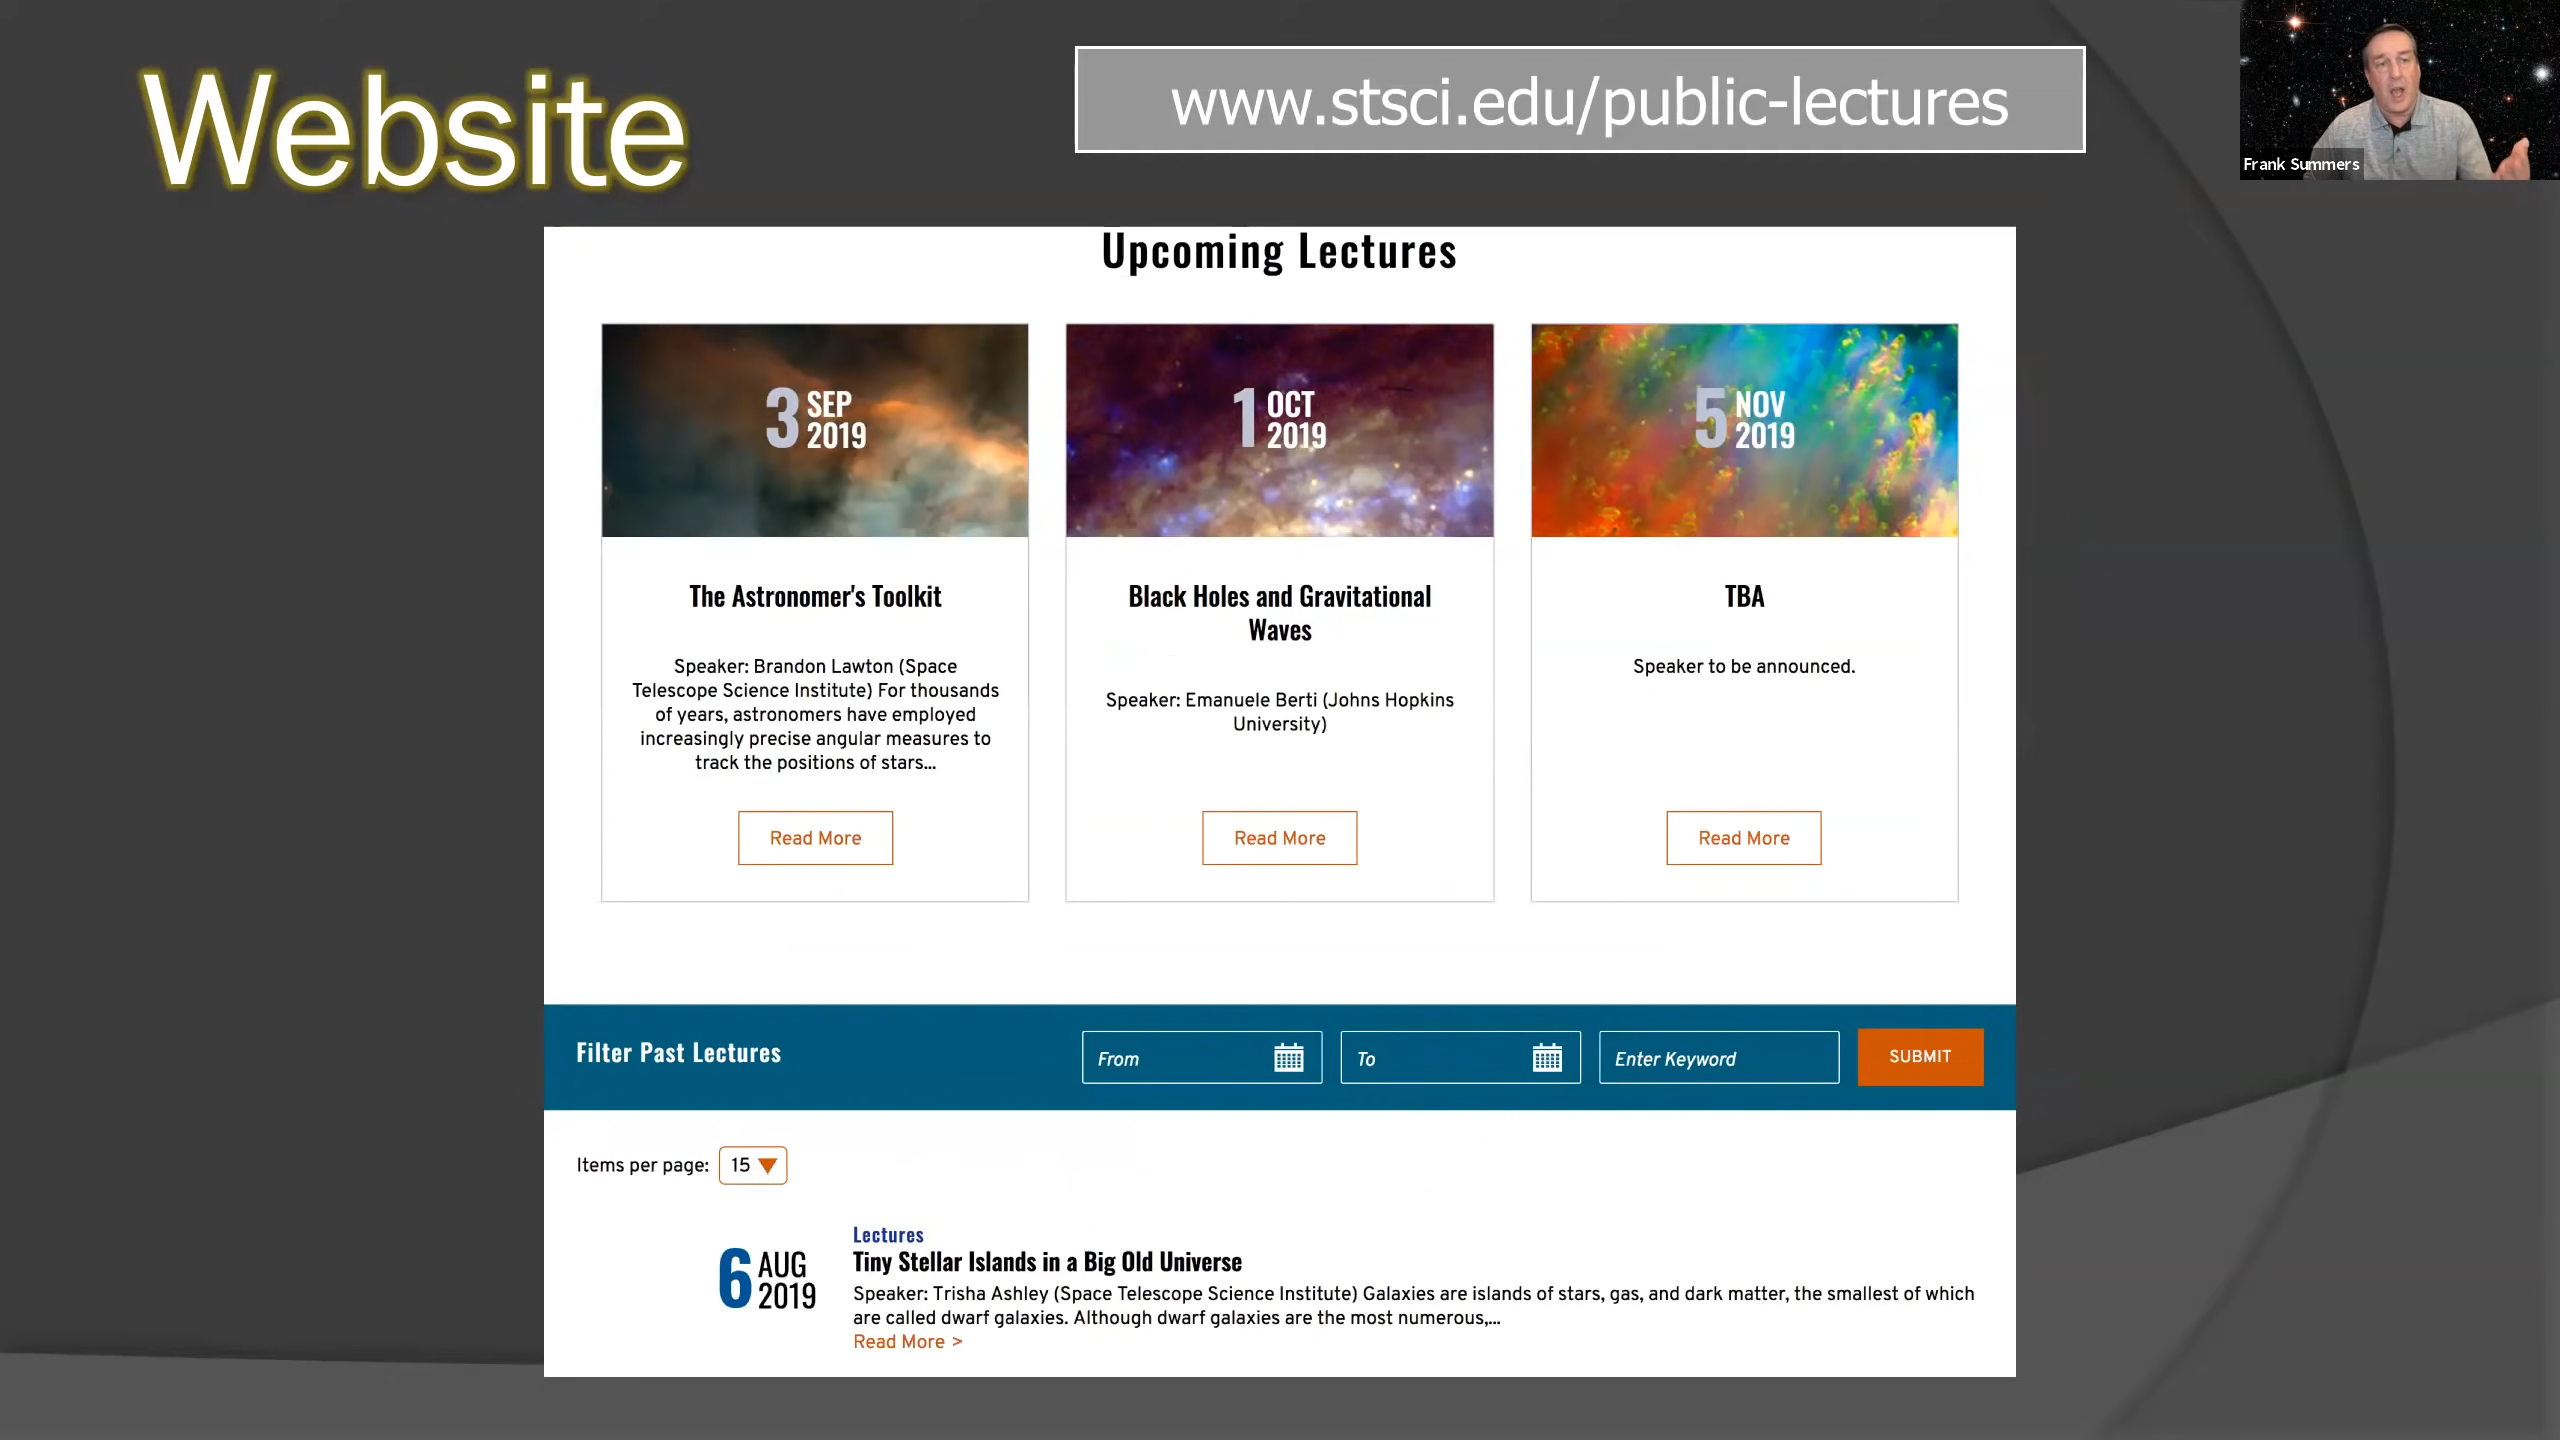 Website
www.stsci.edu/public-lectures
Frank Summers
Upcoming Lectures
3 SEP 2019
The Astronomer's Toolkit
Speaker: Brandon Lawton (Space
Telescope Science Institute) For thousands
of years, astronomers have employed
increasingly precise angular measures to
track the positions of stars...
Read More
1 OCT 2019
Black Holes and Gravitational
Waves
Speaker: Emanuele Berti (Johns Hopkins
University)
Read More
5 NOV 2019
TBA
Speaker to be announced.
Read More
Filter Past Lectures
From
To
Enter Keyword
SUBMIT
Items per page: 15
6 AUG 2019
Lectures
Tiny Stellar Islands in a Big Old Universe
Speaker: Trisha Ashley (Space Telescope Science Institute) Galaxies are islands of stars, gas, and dark matter, the smallest of which
are called dwarf galaxies. Although dwarf galaxies are the most numerous,...
Read More >